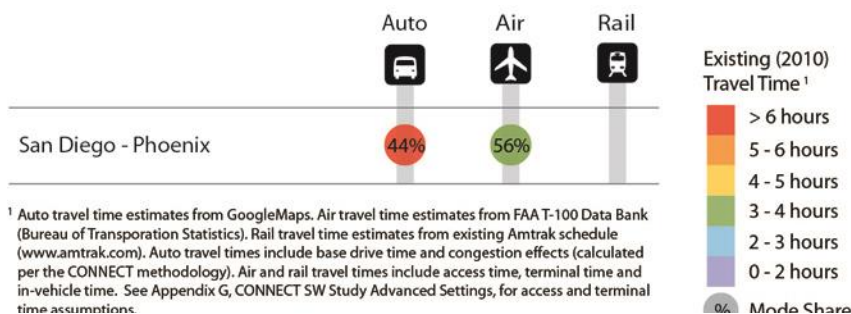 Auto Air Rail
San Diego - Phoenix 44% 56%
Existing (2010)
Travel Time ¹
> 6 hours
5 - 6 hours
4 - 5 hours
3 - 4 hours
2 - 3 hours
0 - 2 hours
% Mode Share
¹ Auto travel time estimates from GoogleMaps. Air travel time estimates from FAA T-100 Data Bank
(Bureau of Transporation Statistics). Rail travel time estimates from existing Amtrak schedule
(www.amtrak.com). Auto travel times include base drive time and congestion effects (calculated
per the CONNECT methodology). Air and rail travel times include access time, terminal time and
in-vehicle time. See Appendix G, CONNECT SW Study Advanced Settings, for access and terminal
time assumptions.